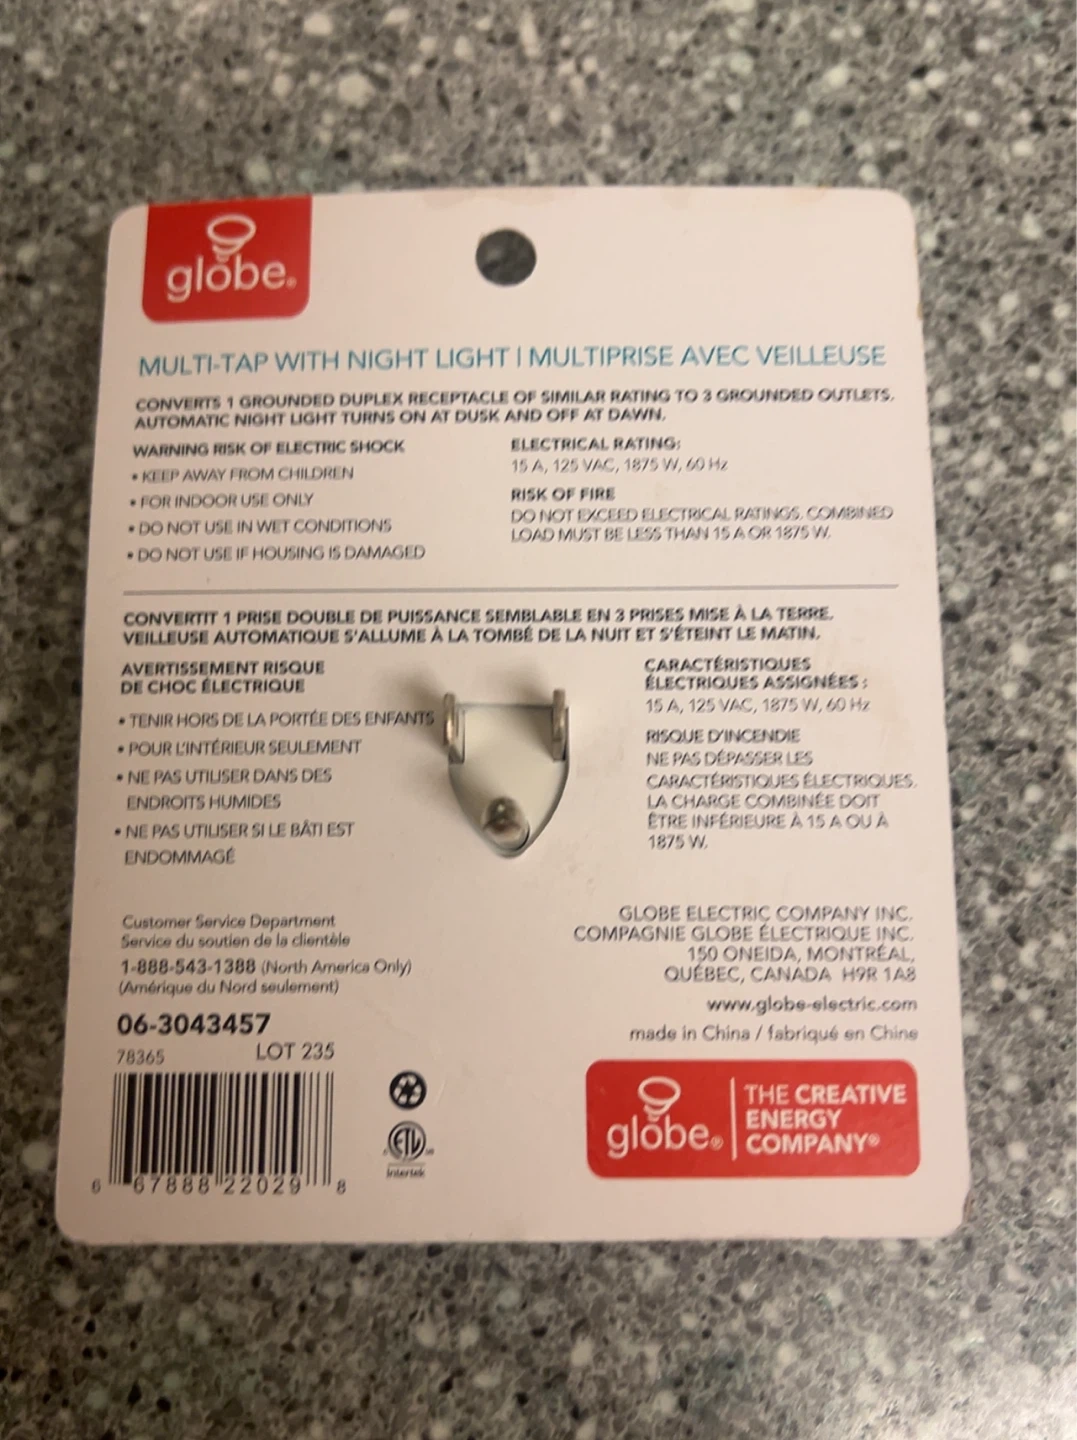 globe®
MULTI-TAP WITH NIGHT LIGHT | MULTIPRISE AVEC VEILLEUSE
CONVERTS 1 GROUNDED DUPLEX RECEPTACLE OF SIMILAR RATING TO 3 GROUNDED OUTLETS.
AUTOMATIC NIGHT LIGHT TURNS ON AT DUSK AND OFF AT DAWN.
WARNING RISK OF ELECTRIC SHOCK
• KEEP AWAY FROM CHILDREN
• FOR INDOOR USE ONLY
• DO NOT USE IN WET CONDITIONS
• DO NOT USE IF HOUSING IS DAMAGED
ELECTRICAL RATING:
15 A, 125 VAC, 1875 W, 60 Hz
RISK OF FIRE
DO NOT EXCEED ELECTRICAL RATINGS. COMBINED
LOAD MUST BE LESS THAN 15 A OR 1875 W.
CONVERTIT 1 PRISE DOUBLE DE PUISSANCE SEMBLABLE EN 3 PRISES MISE À LA TERRE.
VEILLEUSE AUTOMATIQUE S'ALLUME À LA TOMBÉ DE LA NUIT ET S'ÉTEINT LE MATIN.
AVERTISSEMENT RISQUE
DE CHOC ÉLECTRIQUE
• TENIR HORS DE LA PORTÉE DES ENFANTS
• POUR L'INTÉRIEUR SEULEMENT
• NE PAS UTILISER DANS DES
ENDROITS HUMIDES
• NE PAS UTILISER SI LE BÂTI EST
ENDOMMAGÉ
CARACTÉRISTIQUES
ÉLECTRIQUES ASSIGNÉES :
15 A, 125 VAC, 1875 W, 60 Hz
RISQUE D'INCENDIE
NE PAS DÉPASSER LES
CARACTÉRISTIQUES ÉLECTRIQUES.
LA CHARGE COMBINÉE DOIT
ÊTRE INFÉRIEURE À 15 A OU À
1875 W.
Customer Service Department
Service du soutien de la clientèle
1-888-543-1388 (North America Only)
(Amérique du Nord seulement)
06-3043457
78365 LOT 235
6 67888 22029 8
ETL
Intertek
GLOBE ELECTRIC COMPANY INC.
COMPAGNIE GLOBE ÉLECTRIQUE INC.
150 ONEIDA, MONTRÉAL,
QUÉBEC, CANADA H9R 1A8
www.globe-electric.com
made in China / fabriqué en Chine
globe®
THE CREATIVE
ENERGY
COMPANY®